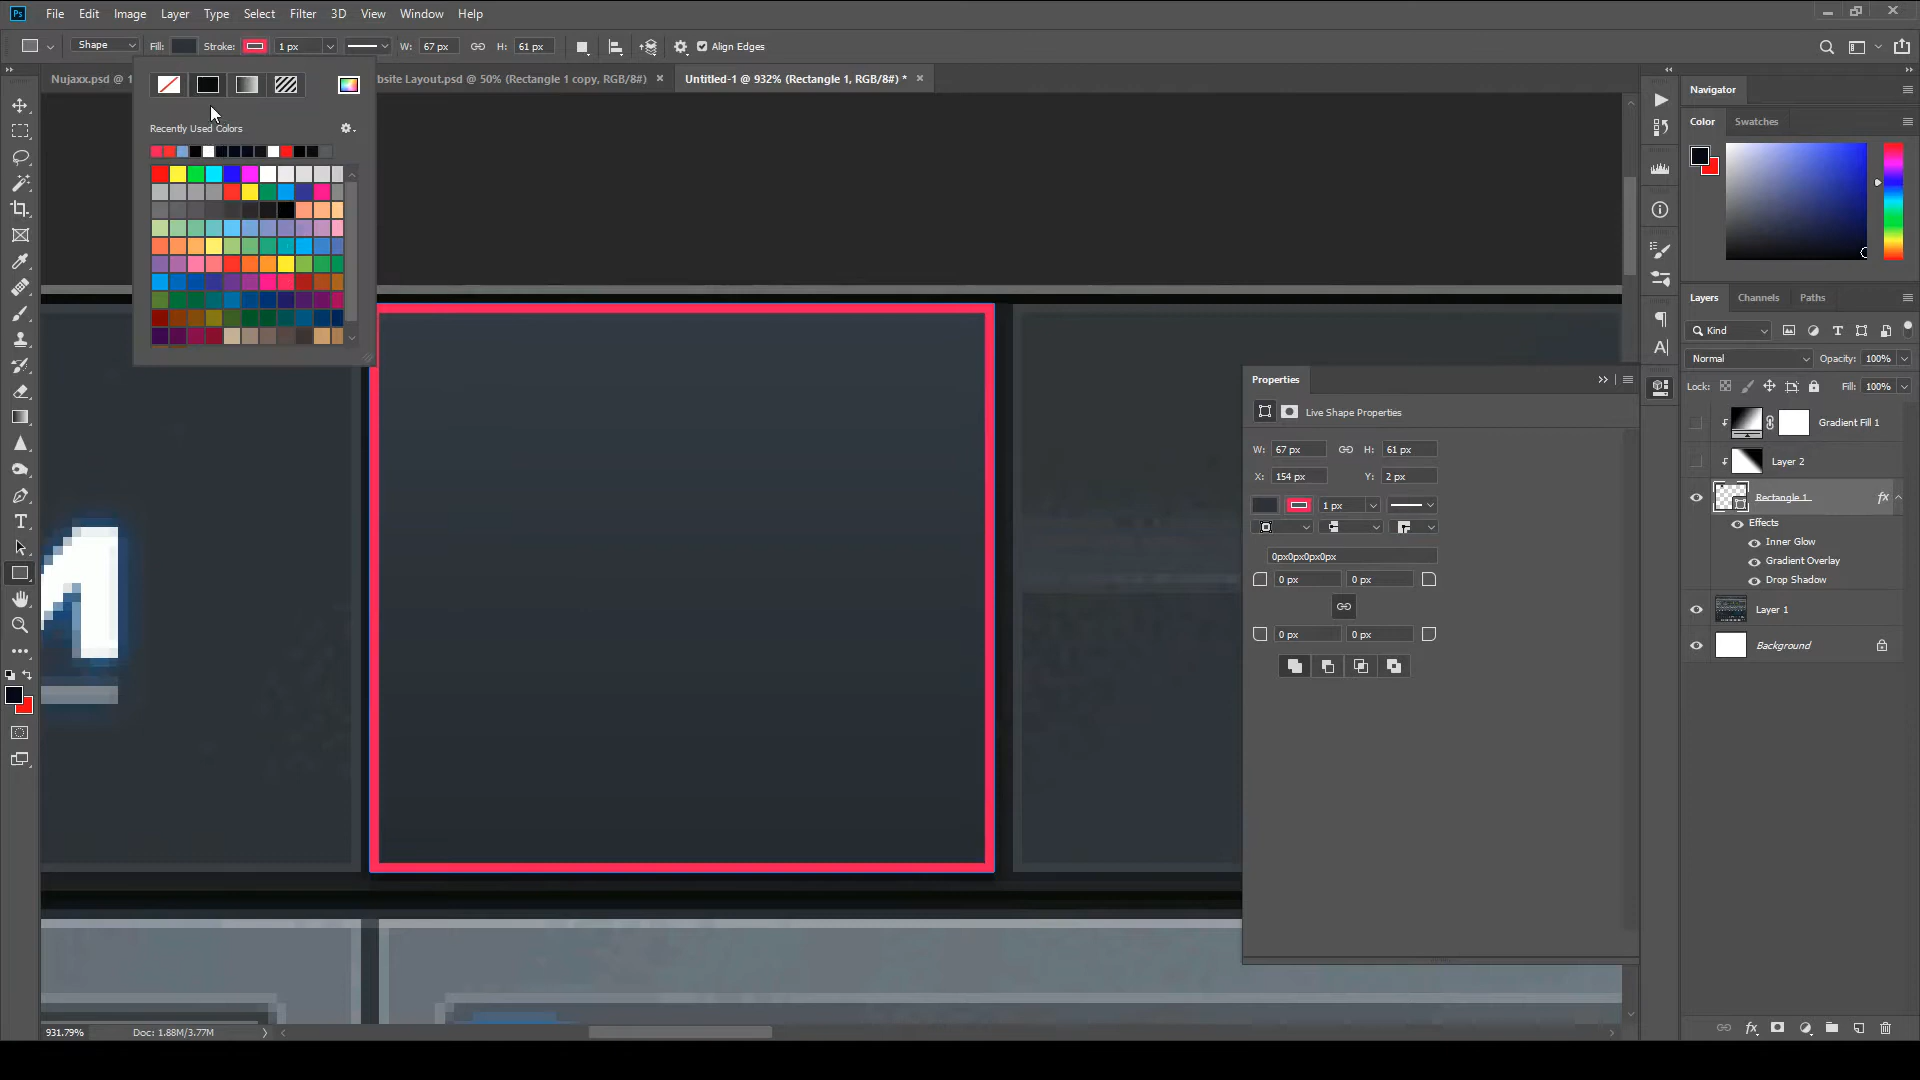 Ps File Edit Image Layer Type Select Filter 3D View Window Help
Shape Fill: Stroke: 1 px W: 67 px H: 61 px Align Edges
Nujaxx.psd @ 1 bsite Layout.psd @ 50% (Rectangle 1 copy, RGB/8#) × Untitled-1 @ 932% (Rectangle 1, RGB/8#) * ×
Recently Used Colors
Navigator
Color Swatches
Layers Channels Paths
Kind
Normal Opacity: 100%
Lock: Fill: 100%
Gradient Fill 1
Layer 2
Rectangle 1 fx
Effects
Inner Glow
Gradient Overlay
Drop Shadow
Layer 1
Background
Properties
Live Shape Properties
W: 67 px H: 61 px
X: 154 px Y: 2 px
1 px
0px0px0px0px
0 px 0 px
0 px 0 px
931.79% Doc: 1.88M/3.77M